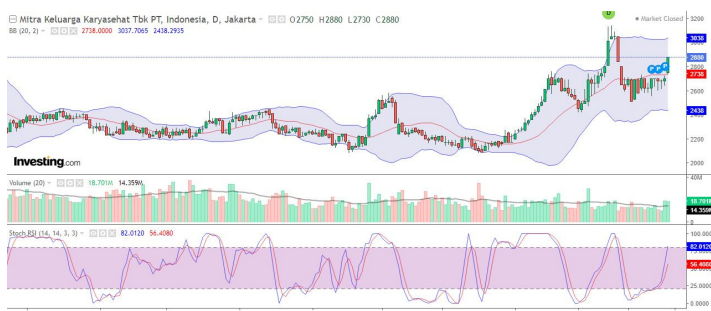 Mitra Keluarga Karyasehat Tbk PT, Indonesia, D, Jakarta O2750 H2880 L2730 C2880
Market Closed
BB (20, 2) 2738.0000 3037.7065 2438.2935
3200
3038
2880
2800
2738
2600
2438
2400
2200
2000
Investing.com
Volume (20) 18.701M 14.359M
40M
18.701M
14.359M
0
Stoch RSI (14, 14, 3, 3) 82.0120 56.4080
100.0000
82.0120
56.4080
25.0000
0.0000